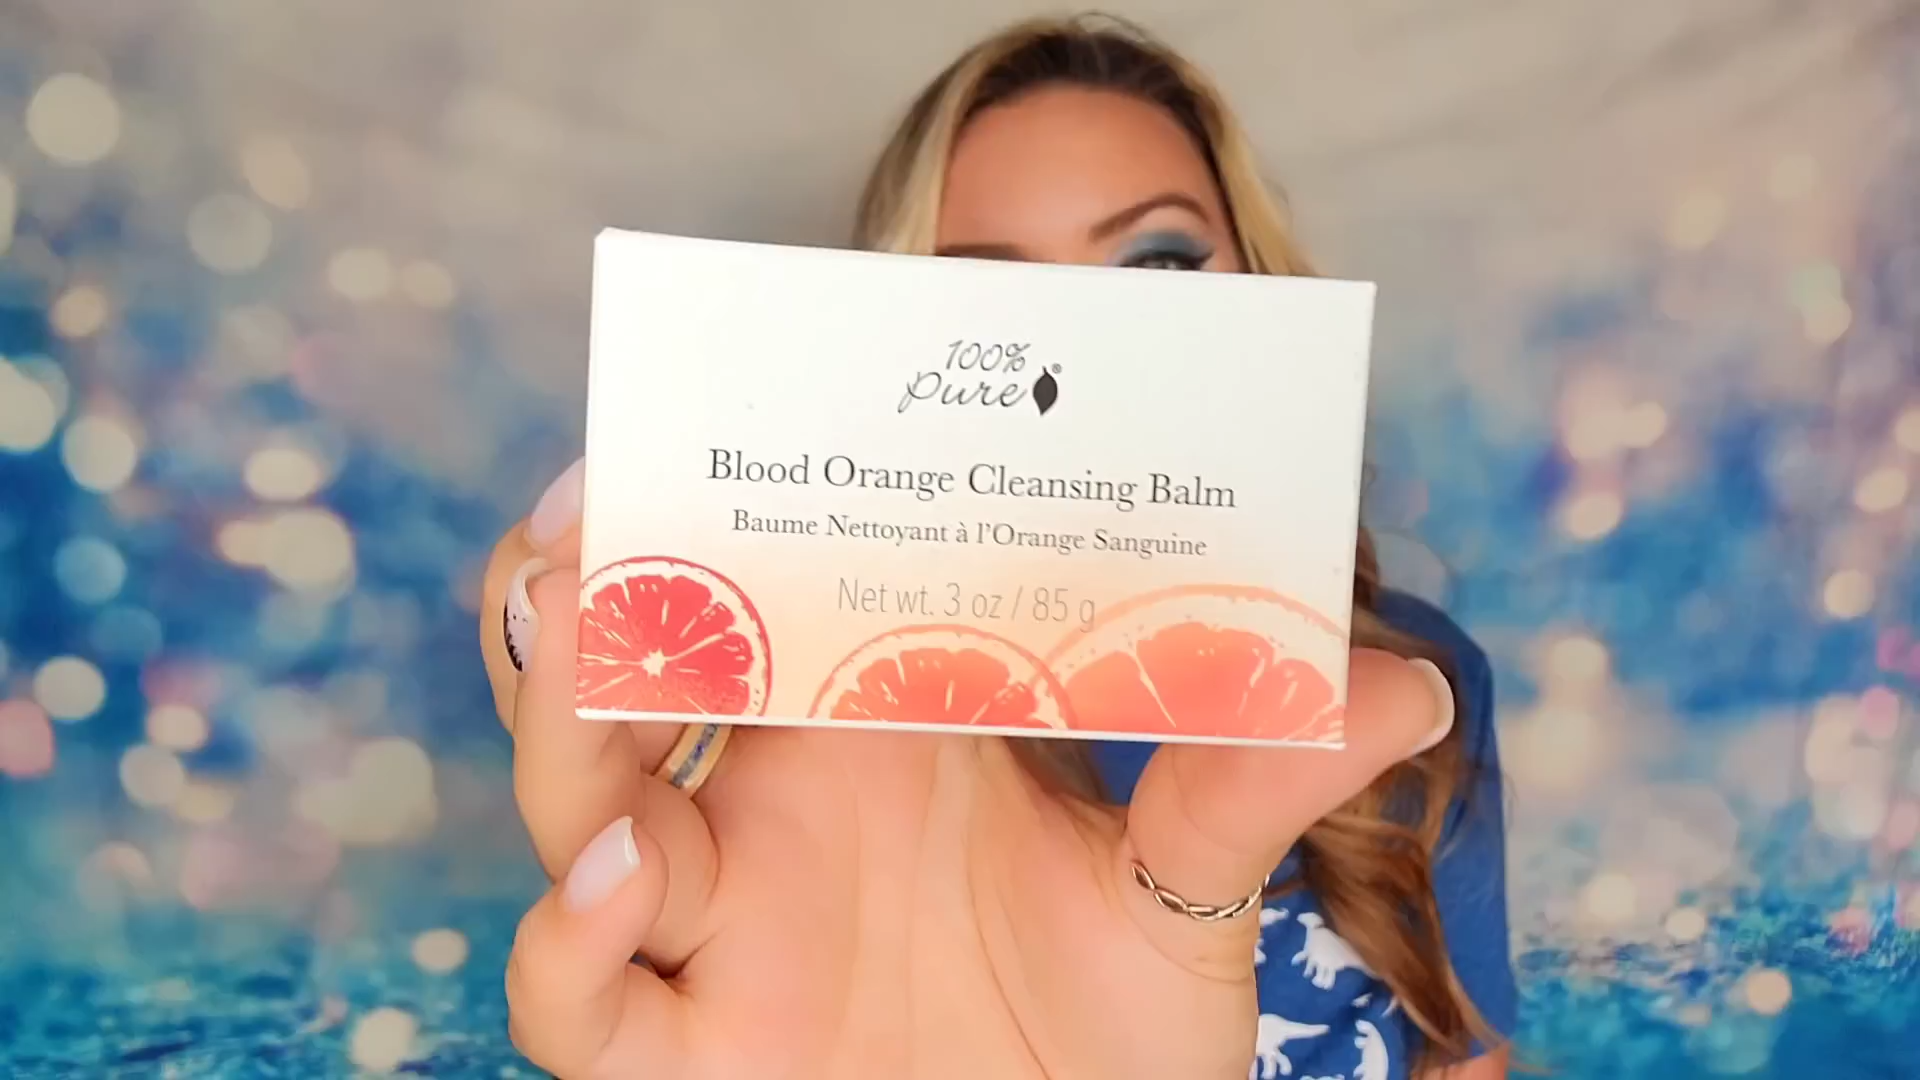 100%
Pure®
Blood Orange Cleansing Balm
Baume Nettoyant à l'Orange Sanguine
Net wt. 3 oz / 85 g